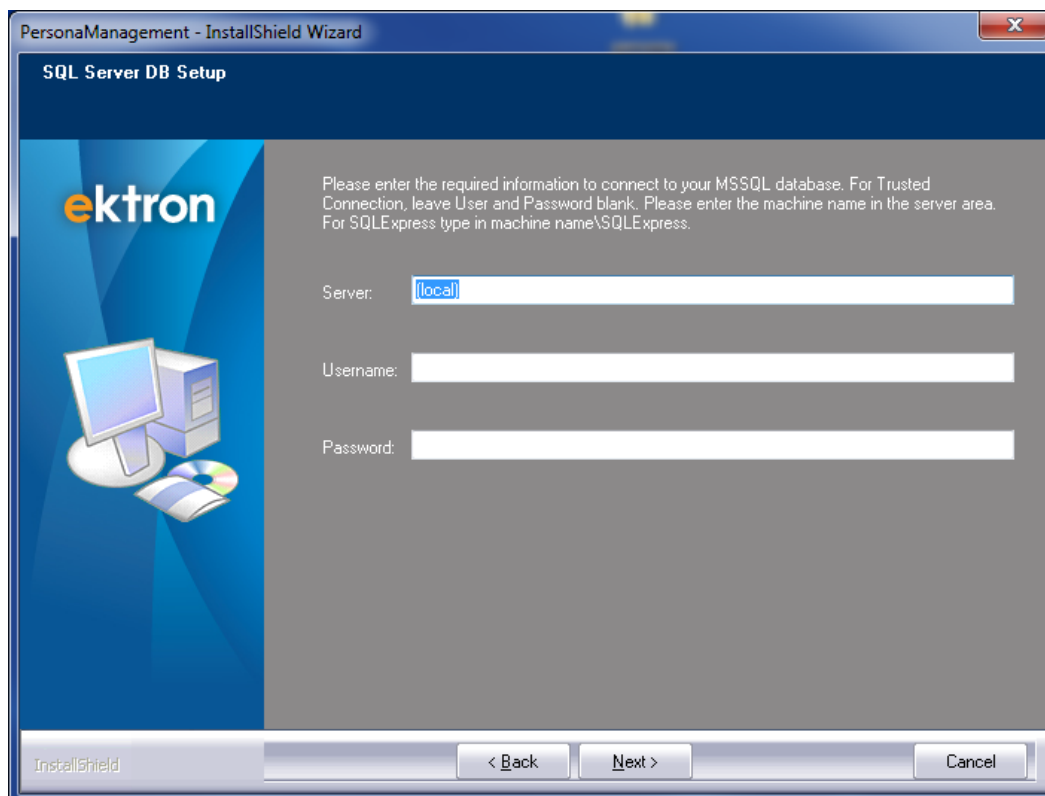 PersonaManagement - InstallShield Wizard
SQL Server DB Setup
ektron
Please enter the required information to connect to your MSSQL database. For Trusted
Connection, leave User and Password blank. Please enter the machine name in the server area.
For SQLExpress type in machine name\SQLExpress.
Server: (local)
Username:
Password:
InstallShield
< Back Next > Cancel